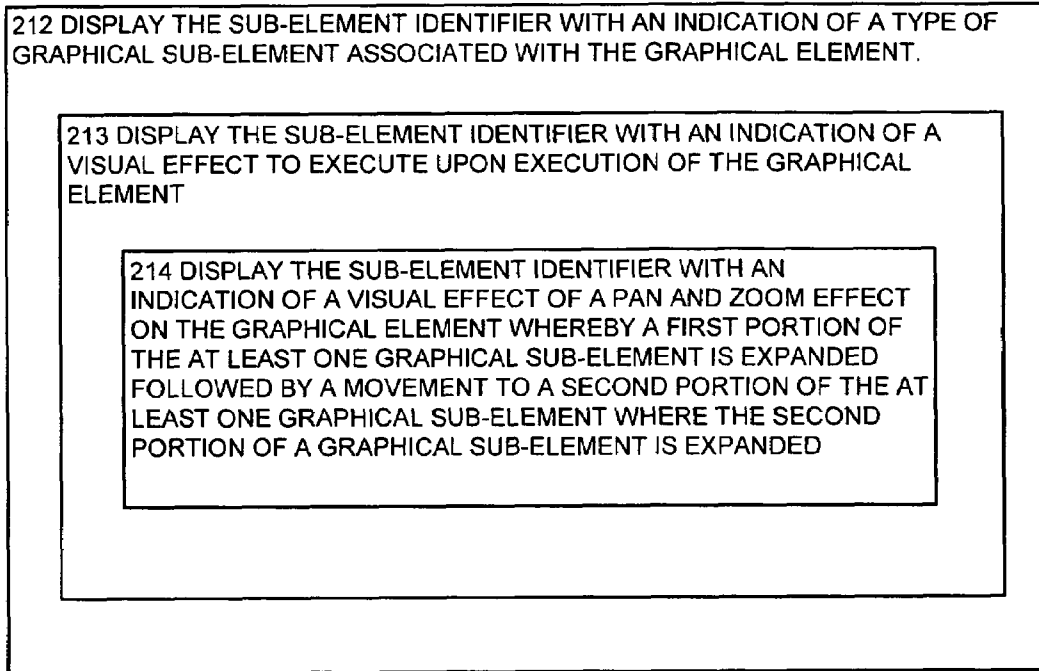 212 DISPLAY THE SUB-ELEMENT IDENTIFIER WITH AN INDICATION OF A TYPE OF
GRAPHICAL SUB-ELEMENT ASSOCIATED WITH THE GRAPHICAL ELEMENT.
213 DISPLAY THE SUB-ELEMENT IDENTIFIER WITH AN INDICATION OF A
VISUAL EFFECT TO EXECUTE UPON EXECUTION OF THE GRAPHICAL
ELEMENT
214 DISPLAY THE SUB-ELEMENT IDENTIFIER WITH AN
INDICATION OF A VISUAL EFFECT OF A PAN AND ZOOM EFFECT
ON THE GRAPHICAL ELEMENT WHEREBY A FIRST PORTION OF
THE AT LEAST ONE GRAPHICAL SUB-ELEMENT IS EXPANDED
FOLLOWED BY A MOVEMENT TO A SECOND PORTION OF THE AT
LEAST ONE GRAPHICAL SUB-ELEMENT WHERE THE SECOND
PORTION OF A GRAPHICAL SUB-ELEMENT IS EXPANDED